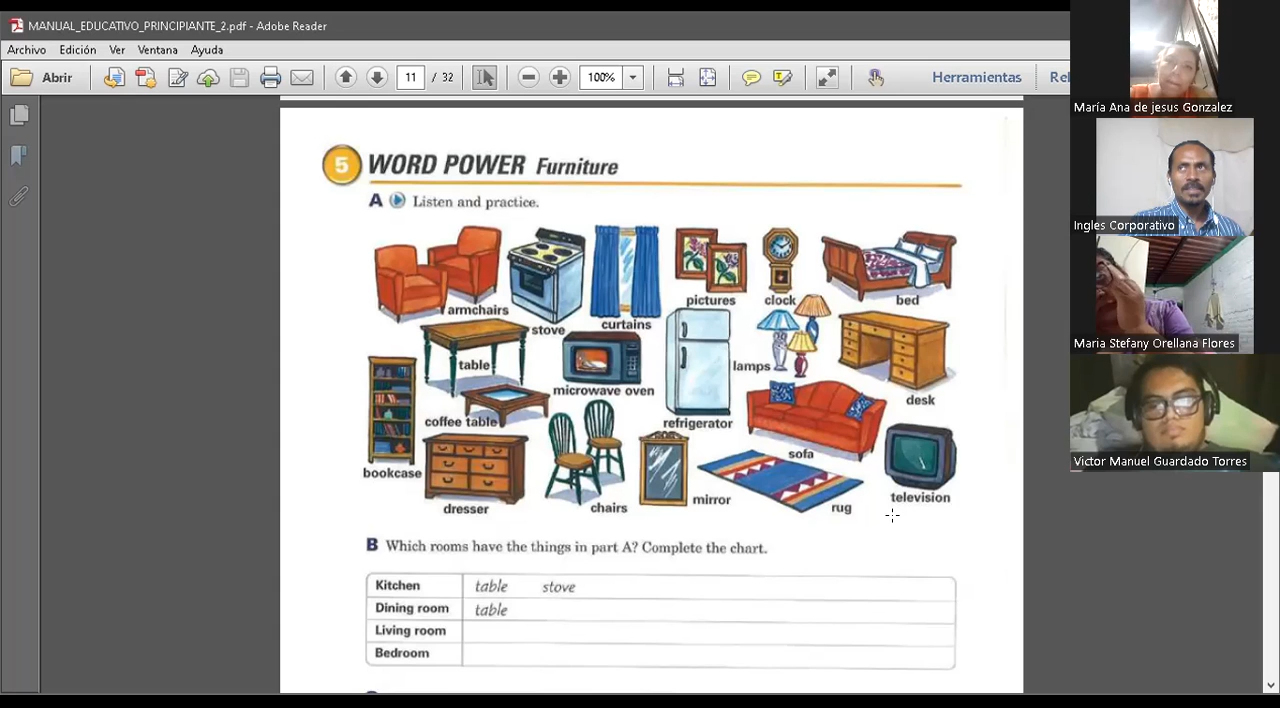 MANUAL_EDUCATIVO_PRINCIPIANTE_2.pdf - Adobe Reader
Archivo Edición Ver Ventana Ayuda
Abrir 11 / 32 100% Herramientas
María Ana de jesus Gonzalez
Ingles Corporativo
Maria Stefany Orellana Flores
Victor Manuel Guardado Torres
5 WORD POWER Furniture
A Listen and practice.
armchairs
stove
curtains
pictures
clock
bed
table
microwave oven
refrigerator
lamps
desk
coffee table
bookcase
dresser
chairs
mirror
sofa
rug
television
B Which rooms have the things in part A? Complete the chart.
Kitchen table stove
Dining room table
Living room
Bedroom